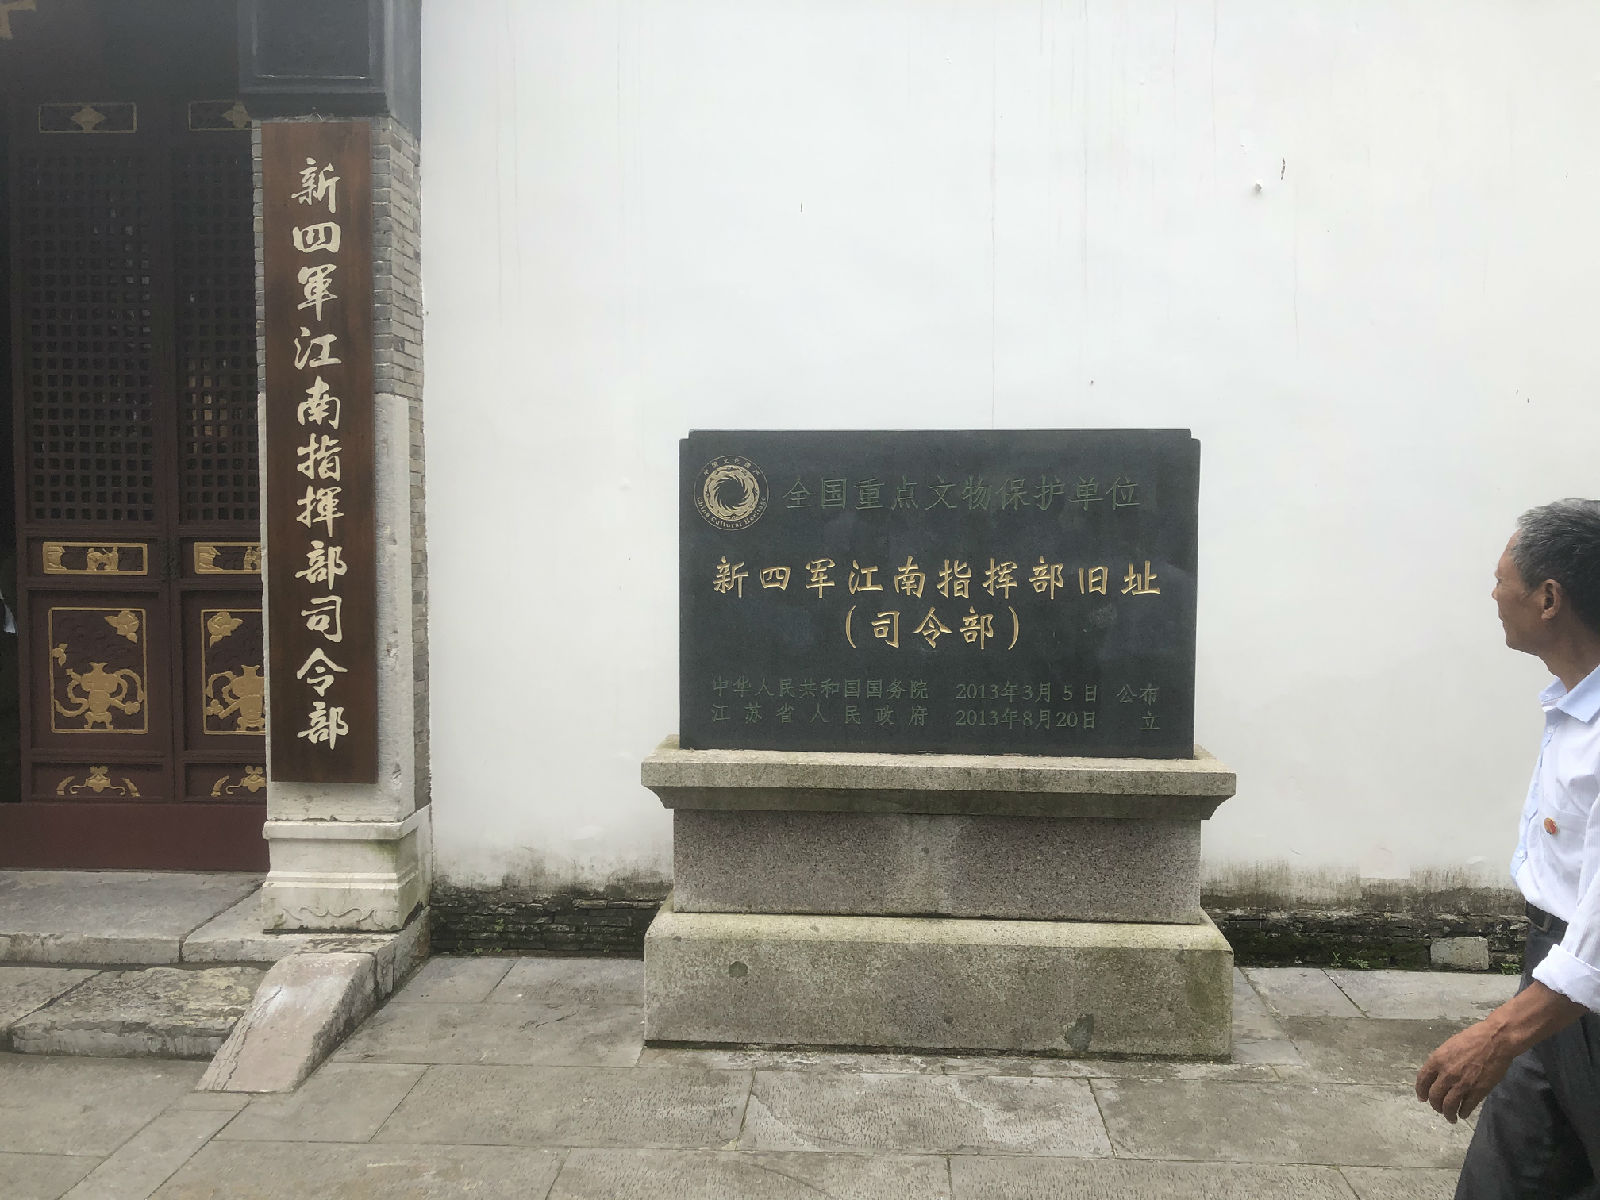 新四軍江南指揮部司令部
全国重点文物保护单位
新四军江南指挥部旧址
(司令部)
中华人民共和国国务院 2013年3月5日 公布
江苏省人民政府 2013年8月20日 立